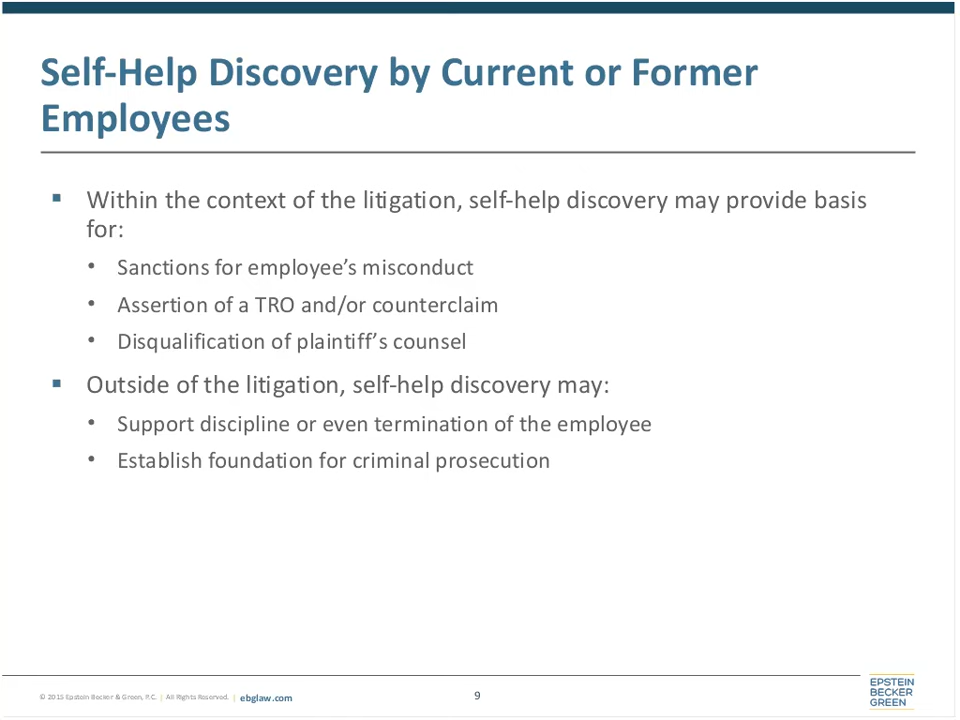 Self-Help Discovery by Current or Former
Employees
▪ Within the context of the litigation, self-help discovery may provide basis
for:
• Sanctions for employee’s misconduct
• Assertion of a TRO and/or counterclaim
• Disqualification of plaintiff’s counsel
▪ Outside of the litigation, self-help discovery may:
• Support discipline or even termination of the employee
• Establish foundation for criminal prosecution
© 2015 Epstein Becker & Green, P.C. | All Rights Reserved. | ebglaw.com
9
EPSTEIN
BECKER
GREEN